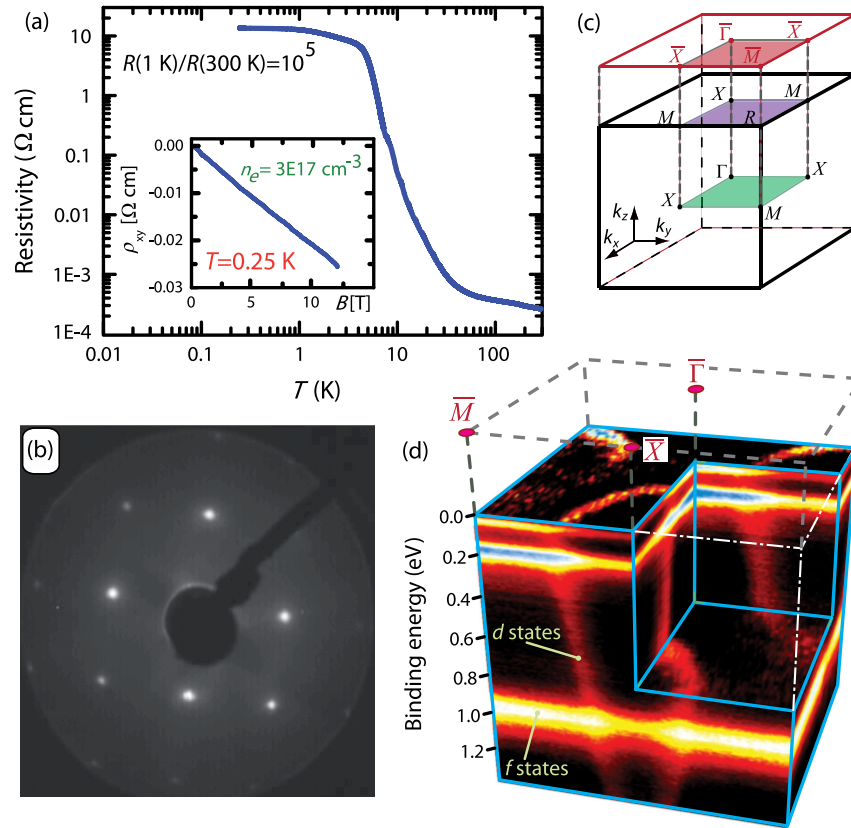 (a)
R(1 K)/R(300 K)=10⁵
Resistivity (Ω cm)
10
1
0.1
0.01
1E-3
1E-4
0.01
0.1
1
10
100
T (K)
ρxy [Ω cm]
0.00
-0.01
-0.02
-0.03
nₑ= 3E17 cm⁻³
T=0.25 K
0
5
10
B[T]
(b)
(c)
Γ̅
X̅
X̅
M̅
X
M
M
R
Γ
X
X
M
kz
kx
ky
(d)
M̅
Γ̅
X̅
Binding energy (eV)
0.0
0.2
0.4
0.6
0.8
1.0
1.2
d states
f states